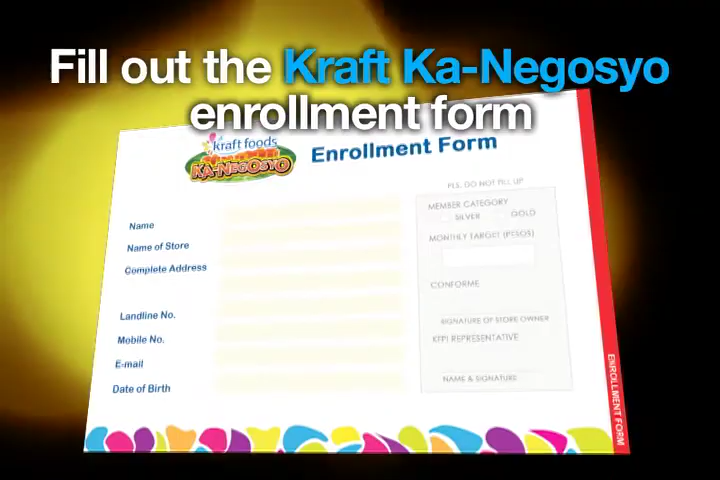 Fill out the Kraft Ka-Negosyo
enrollment form
kraft foods
KA-NEGOSYO
Enrollment Form
PLS. DO NOT FILL UP
MEMBER CATEGORY
SILVER GOLD
MONTHLY TARGET (PESOS)
CONFORME
SIGNATURE OF STORE OWNER
KFPI REPRESENTATIVE
NAME & SIGNATURE
Name
Name of Store
Complete Address
Landline No.
Mobile No.
E-mail
Date of Birth
ENROLLMENT FORM